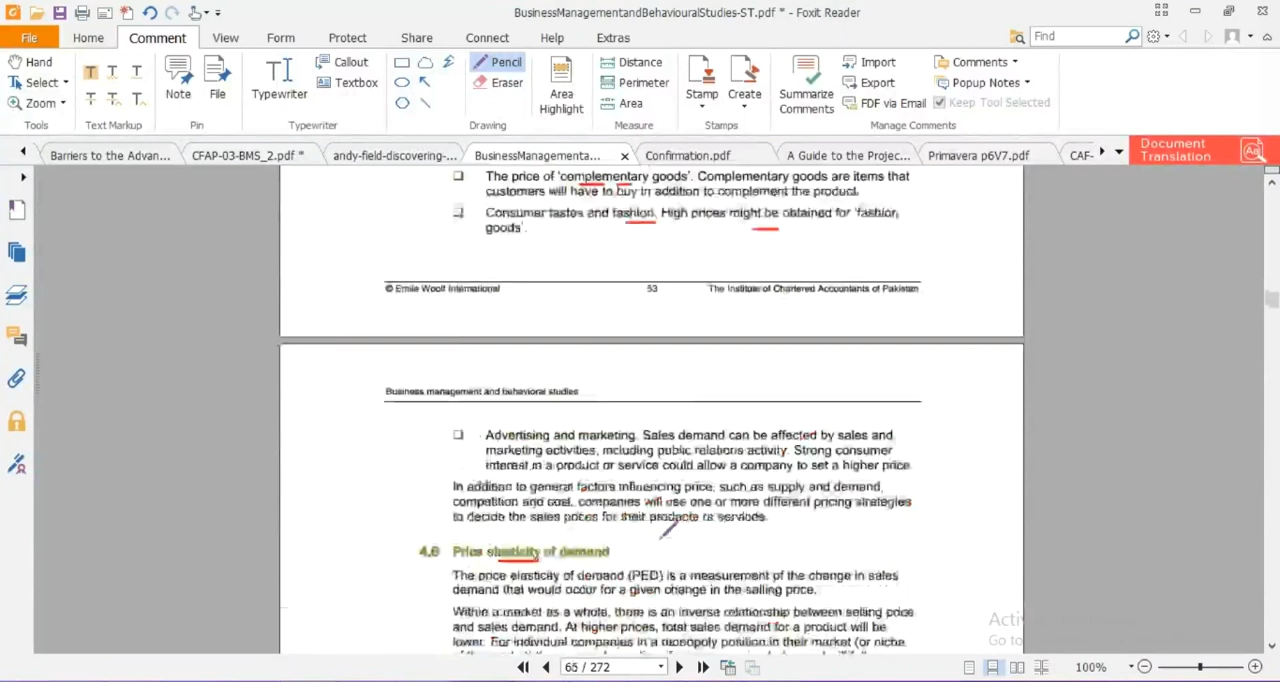 BusinessManagementandBehaviouralStudies-ST.pdf * - Foxit Reader
File Home Comment View Form Protect Share Connect Help Extras Find
Hand Callout Pencil Distance Import Comments
Select Textbox Eraser Perimeter Export Popup Notes
Zoom Note File Typewriter Area Highlight Area Stamp Create Summarize Comments FDF via Email Keep Tool Selected
Tools Text Markup Pin Typewriter Drawing Measure Stamps Manage Comments
Barriers to the Advan... CFAP-03-BMS_2.pdf * andy-field-discovering-... BusinessManagementa... Confirmation.pdf A Guide to the Projec... Primavera p6V7.pdf CAF- Document Translation
The price of 'complementary goods'. Complementary goods are items that
customers will have to buy in addition to complement the product.
Consumer tastes and fashion. High prices might be obtained for 'fashion
goods'.
© Emile Woolf International 53 The Institute of Chartered Accountants of Pakistan
Business management and behavioral studies
Advertising and marketing. Sales demand can be affected by sales and
marketing activities, including public relations activity. Strong consumer
interest in a product or service could allow a company to set a higher price
In addition to general factors influencing price, such as supply and demand,
competition and cost, companies will use one or more different pricing strategies
to decide the sales prices for their products or services.
4.6 Price elasticity of demand
The price elasticity of demand (PED) is a measurement of the change in sales
demand that would occur for a given change in the selling price.
Within a market as a whole, there is an inverse relationship between selling price
and sales demand. At higher prices, total sales demand for a product will be
lower. For individual companies in a monopoly position in their market (or niche
Acti
Go to
65 / 272 100%